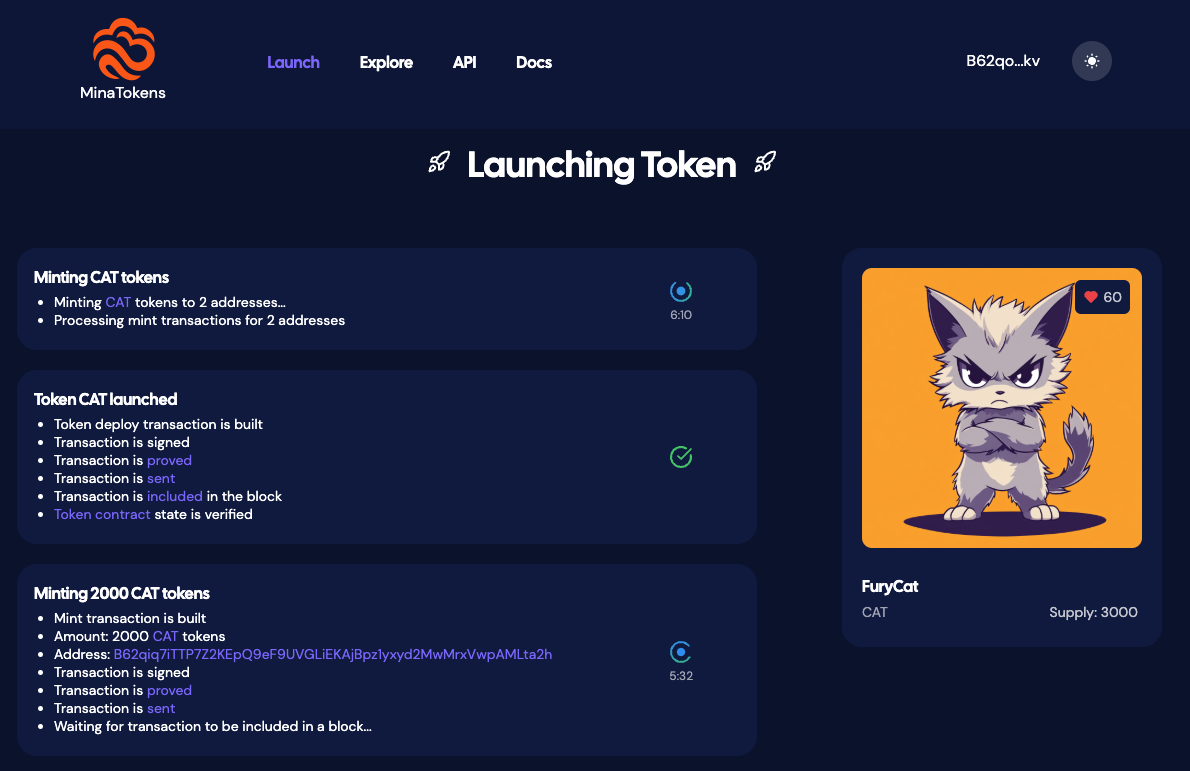 MinaTokens
Launch
Explore
API
Docs
B62qo...kv
Launching Token
Minting CAT tokens
Minting CAT tokens to 2 addresses...
Processing mint transactions for 2 addresses
6:10
Token CAT launched
Token deploy transaction is built
Transaction is signed
Transaction is proved
Transaction is sent
Transaction is included in the block
Token contract state is verified
Minting 2000 CAT tokens
Mint transaction is built
Amount: 2000 CAT tokens
Address: B62qiq7iTTP7Z2KEpQ9eF9UVGLiEKAjBpz1yxyd2MwMrxVwpAMLta2h
Transaction is signed
Transaction is proved
Transaction is sent
Waiting for transaction to be included in a block...
5:32
60
FuryCat
CAT
Supply: 3000